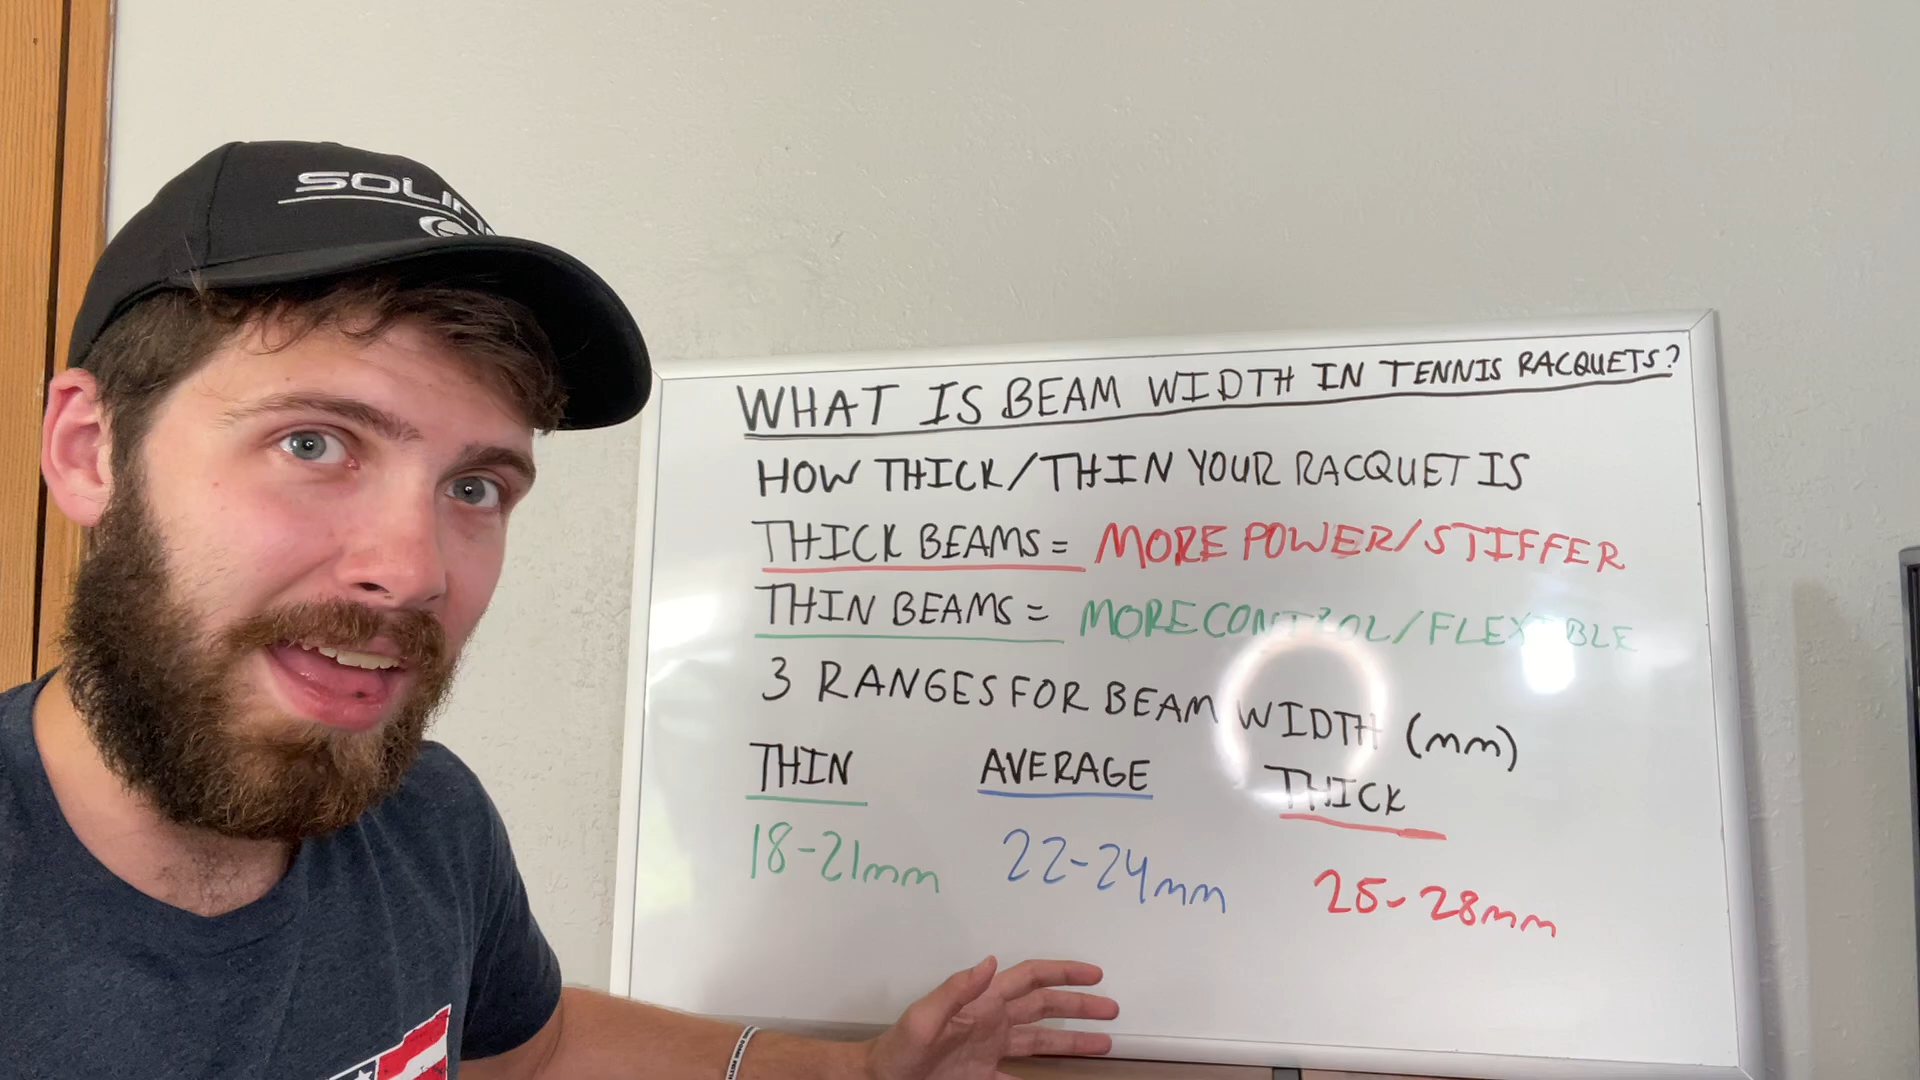 WHAT IS BEAM WIDTH IN TENNIS RACQUETS?
HOW THICK/THIN YOUR RACQUET IS
THICK BEAMS = MORE POWER/STIFFER
THIN BEAMS = MORE CONTROL/FLEXIBLE
3 RANGES FOR BEAM WIDTH (mm)
THIN AVERAGE THICK
18-21mm 22-24mm 25-28mm